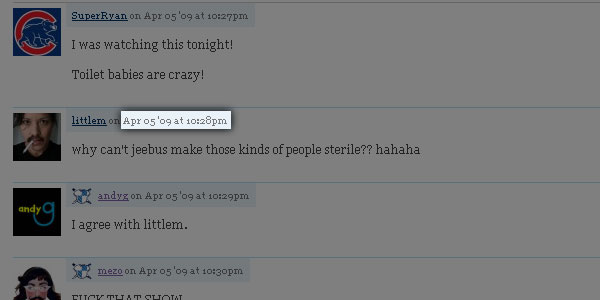 SuperRyan on Apr 05 '09 at 10:27pm
I was watching this tonight!
Toilet babies are crazy!
littlem on Apr 05 '09 at 10:28pm
why can't jeebus make those kinds of people sterile?? hahaha
andy g
andyg on Apr 05 '09 at 10:29pm
I agree with littlem.
mezo on Apr 05 '09 at 10:30pm
FUCK THAT SHOW